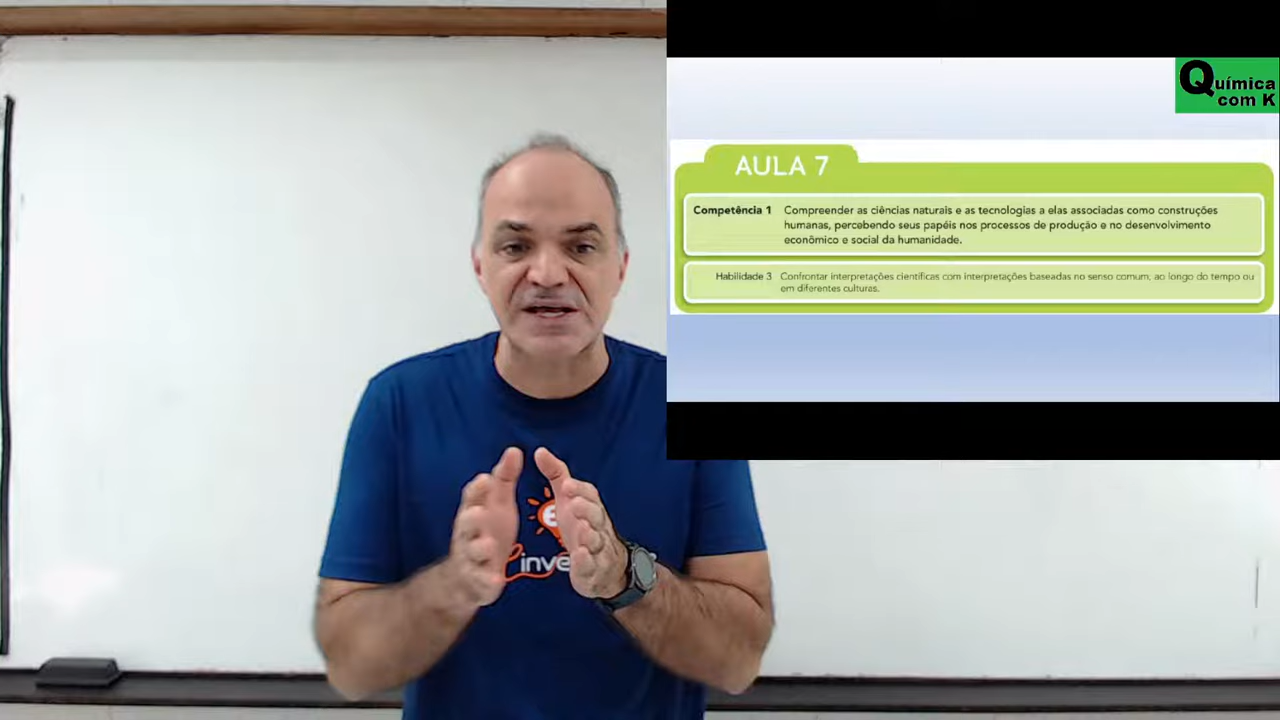 Química
com K
AULA 7
Competência 1 Compreender as ciências naturais e as tecnologias a elas associadas como construções
humanas, percebendo seus papéis nos processos de produção e no desenvolvimento
econômico e social da humanidade.
Habilidade 3 Confrontar interpretações científicas com interpretações baseadas no senso comum, ao longo do tempo ou
em diferentes culturas.
inve